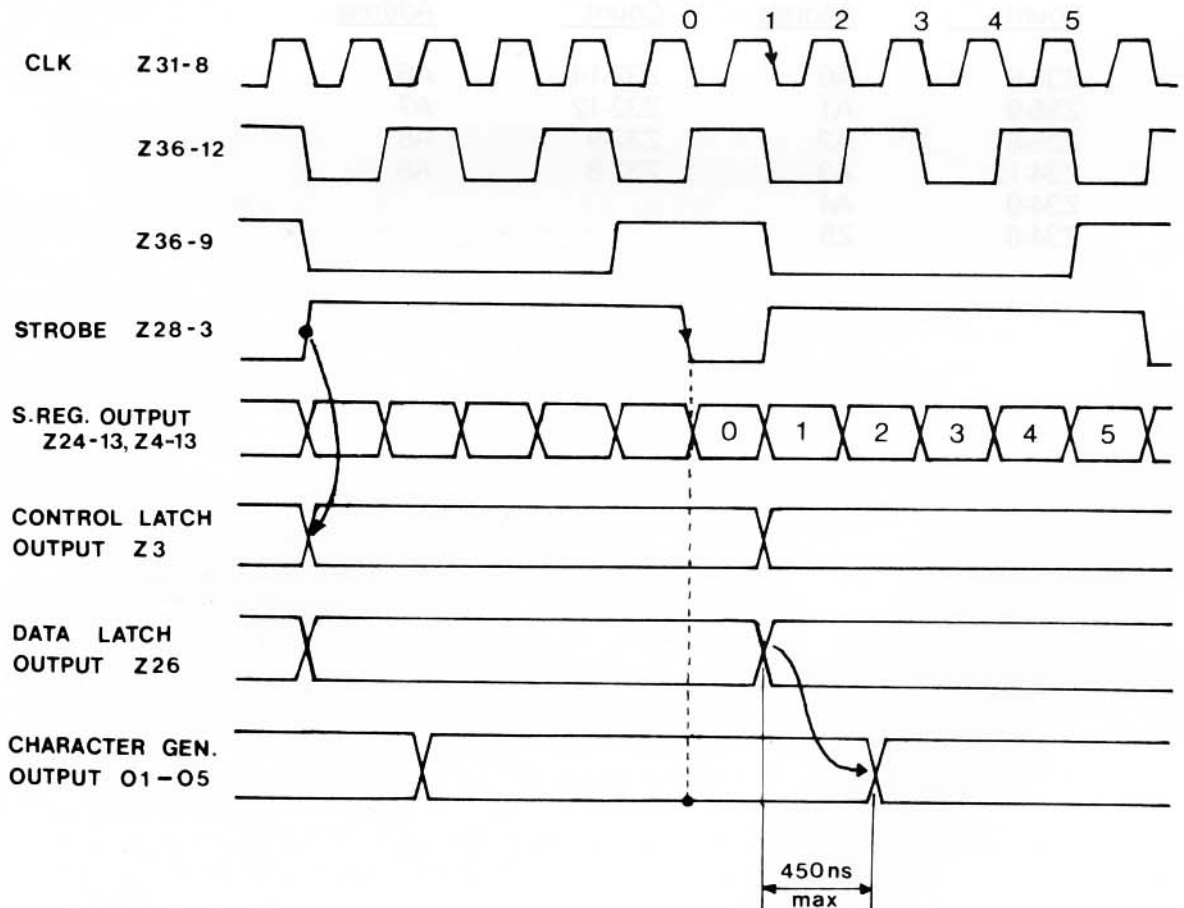 0 1 2 3 4 5
CLK Z31-8
Z36-12
Z36-9
STROBE Z28-3
S.REG. OUTPUT
Z24-13, Z4-13
0 1 2 3 4 5
CONTROL LATCH
OUTPUT Z3
DATA LATCH
OUTPUT Z26
CHARACTER GEN.
OUTPUT O1-O5
450ns
max